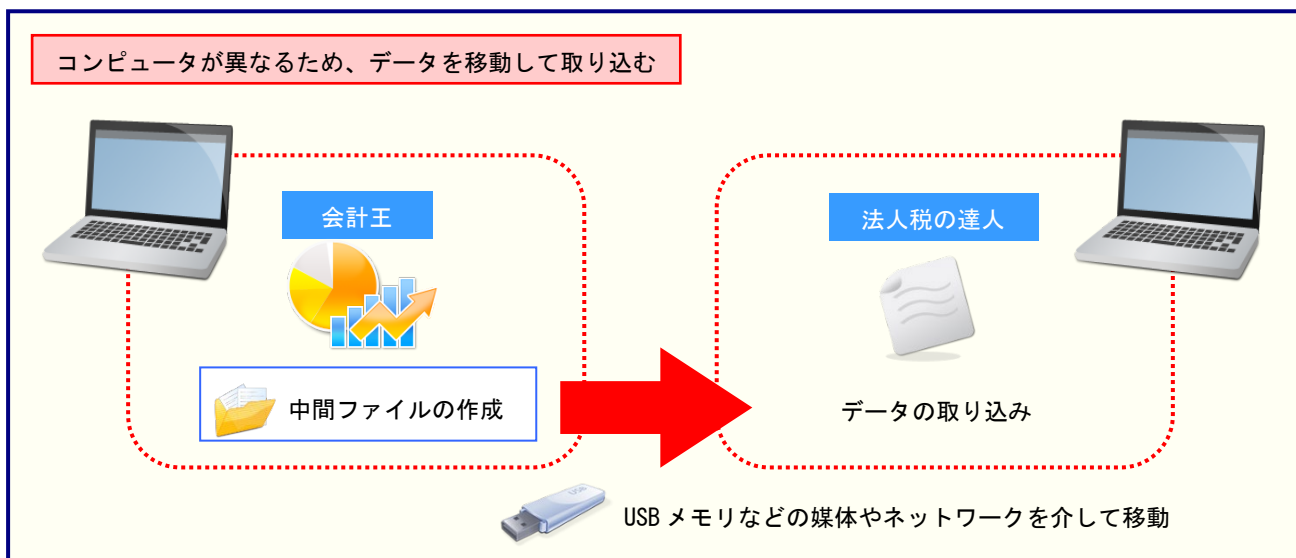 コンピュータが異なるため、データを移動して取り込む
会計王
法人税の達人
中間ファイルの作成
データの取り込み
USB
USB メモリなどの媒体やネットワークを介して移動